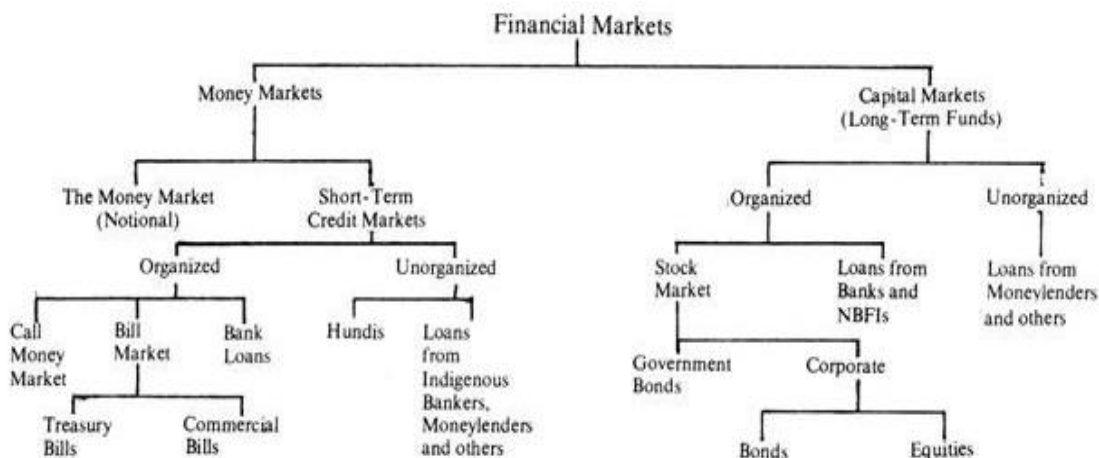 Financial Markets
Money Markets
Capital Markets
(Long-Term Funds)
The Money Market
(Notional)
Short-Term
Credit Markets
Organized
Unorganized
Organized
Unorganized
Call
Money
Market
Bill
Market
Bank
Loans
Hundis
Loans
from
Indigenous
Bankers,
Moneylenders
and others
Stock
Market
Loans from
Banks and
NBFIs
Loans from
Moneylenders
and others
Treasury
Bills
Commercial
Bills
Government
Bonds
Corporate
Bonds
Equities